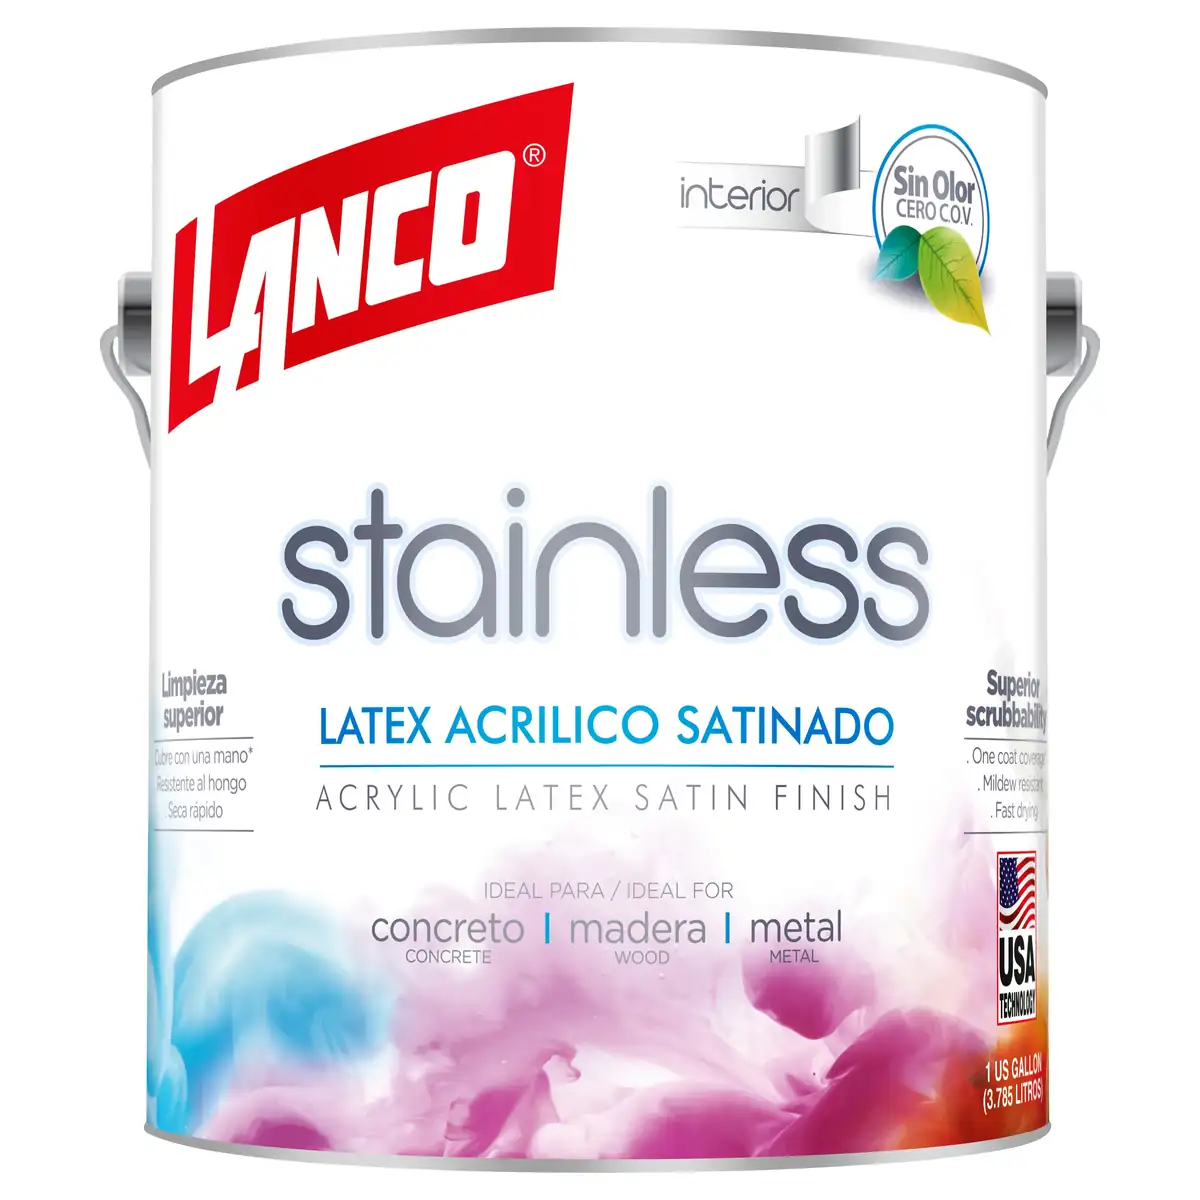 LANCO®
interior
Sin Olor
CERO C.O.V.
stainless
LATEX ACRILICO SATINADO
ACRYLIC LATEX SATIN FINISH
Limpieza
superior
Cubre con una mano*
. Resistente al hongo
. Seca rápido
Superior
scrubbability
. One coat coverage*
. Mildew resistant
. Fast drying
IDEAL PARA / IDEAL FOR
concreto | madera | metal
CONCRETE WOOD METAL
USA
TECHNOLOGY
1 US GALLON
(3.785 LITROS)